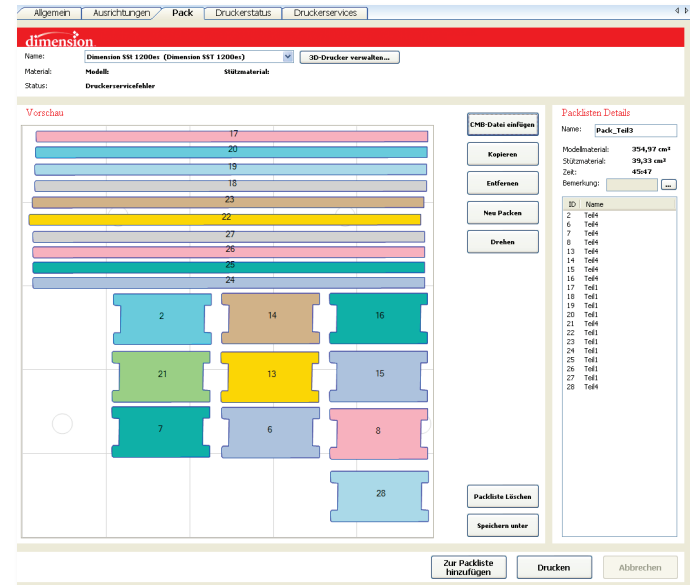 Allgemein Ausrichtungen Pack Druckerstatus Druckerservices
dimension
Name: Dimension SSt 1200es (Dimension SST 1200es) 3D-Drucker verwalten...
Material: Modell: Stützmaterial:
Status: Druckerservicefehler
Vorschau
17
20
19
18
23
22
27
26
25
24
2 14 16
21 13 15
7 6 8
28
CMB-Datei einfügen
Kopieren
Entfernen
Neu Packen
Drehen
Packliste Löschen
Speichern unter
Packlisten Details
Name: Pack_Teil3
Modellmaterial: 354,97 cm³
Stützmaterial: 39,33 cm³
Zeit: 45:47
Bemerkung: ...
ID Name
2 Teil4
6 Teil4
7 Teil4
8 Teil4
13 Teil4
14 Teil4
15 Teil4
16 Teil4
17 Teil1
18 Teil1
19 Teil1
20 Teil1
21 Teil4
22 Teil1
23 Teil1
24 Teil1
25 Teil1
26 Teil1
27 Teil1
28 Teil4
Zur Packliste hinzufügen Drucken Abbrechen